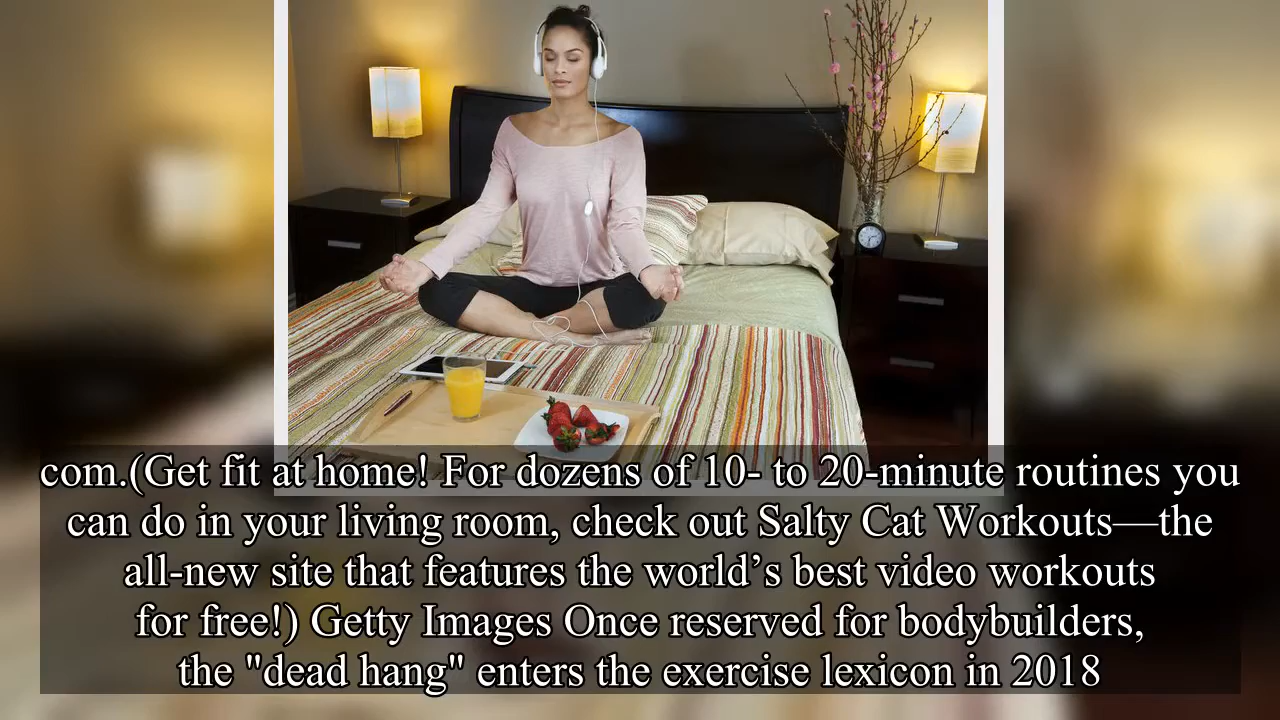 com.(Get fit at home! For dozens of 10- to 20-minute routines you
can do in your living room, check out Salty Cat Workouts—the
all-new site that features the world’s best video workouts
for free!) Getty Images Once reserved for bodybuilders,
the "dead hang" enters the exercise lexicon in 2018